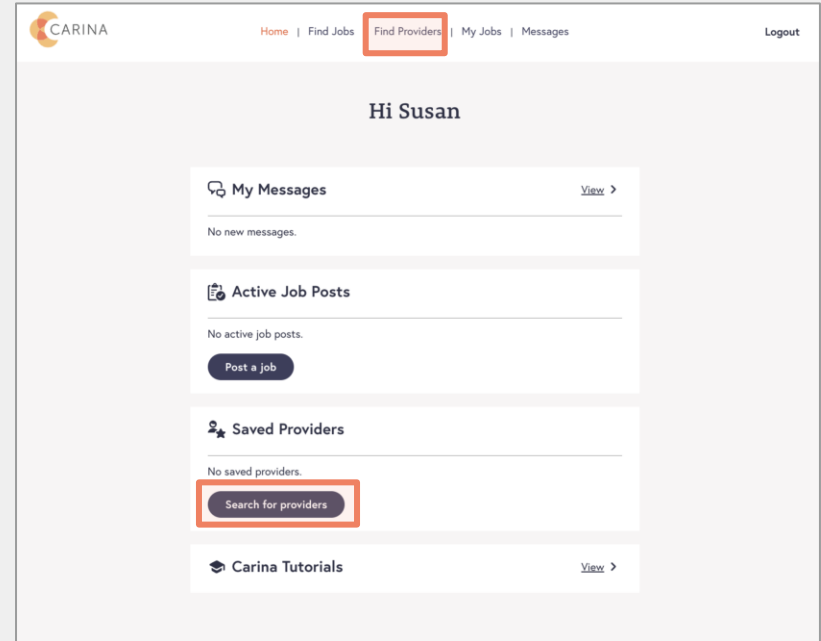 CARINA
Home | Find Jobs Find Providers | My Jobs | Messages
Logout
Hi Susan
My Messages
View >
No new messages.
Active Job Posts
No active job posts.
Post a job
Saved Providers
No saved providers.
Search for providers
Carina Tutorials
View >